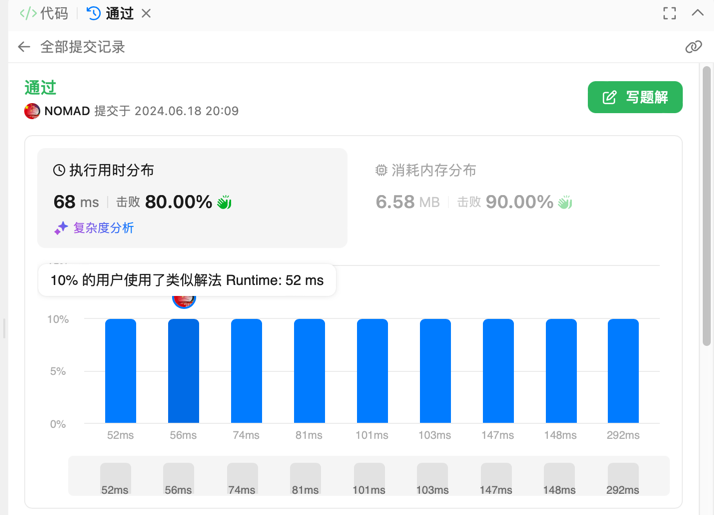 代码 通过
全部提交记录
通过
写题解
NOMAD 提交于 2024.06.18 20:09
执行用时分布
68 ms 击败 80.00%
复杂度分析
消耗内存分布
6.58 MB 击败 90.00%
10% 的用户使用了类似解法 Runtime: 52 ms
10%
5%
0%
52ms 56ms 74ms 81ms 101ms 103ms 147ms 148ms 292ms
52ms 56ms 74ms 81ms 101ms 103ms 147ms 148ms 292ms